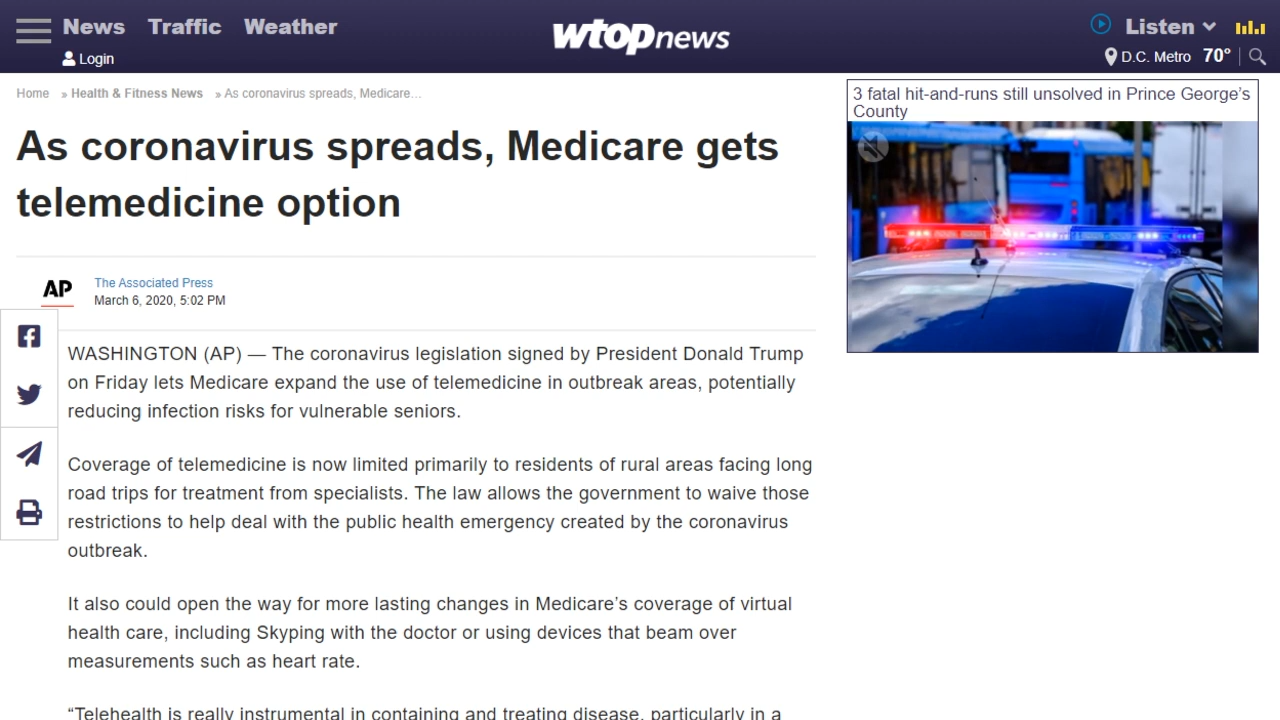 News Traffic Weather
Login
wtopnews
Listen
D.C. Metro 70°
Home » Health & Fitness News » As coronavirus spreads, Medicare…
As coronavirus spreads, Medicare gets
telemedicine option
AP
The Associated Press
March 6, 2020, 5:02 PM
WASHINGTON (AP) — The coronavirus legislation signed by President Donald Trump
on Friday lets Medicare expand the use of telemedicine in outbreak areas, potentially
reducing infection risks for vulnerable seniors.
Coverage of telemedicine is now limited primarily to residents of rural areas facing long
road trips for treatment from specialists. The law allows the government to waive those
restrictions to help deal with the public health emergency created by the coronavirus
outbreak.
It also could open the way for more lasting changes in Medicare’s coverage of virtual
health care, including Skyping with the doctor or using devices that beam over
measurements such as heart rate.
“Telehealth is really instrumental in containing and treating disease, particularly in a
3 fatal hit-and-runs still unsolved in Prince George’s
County